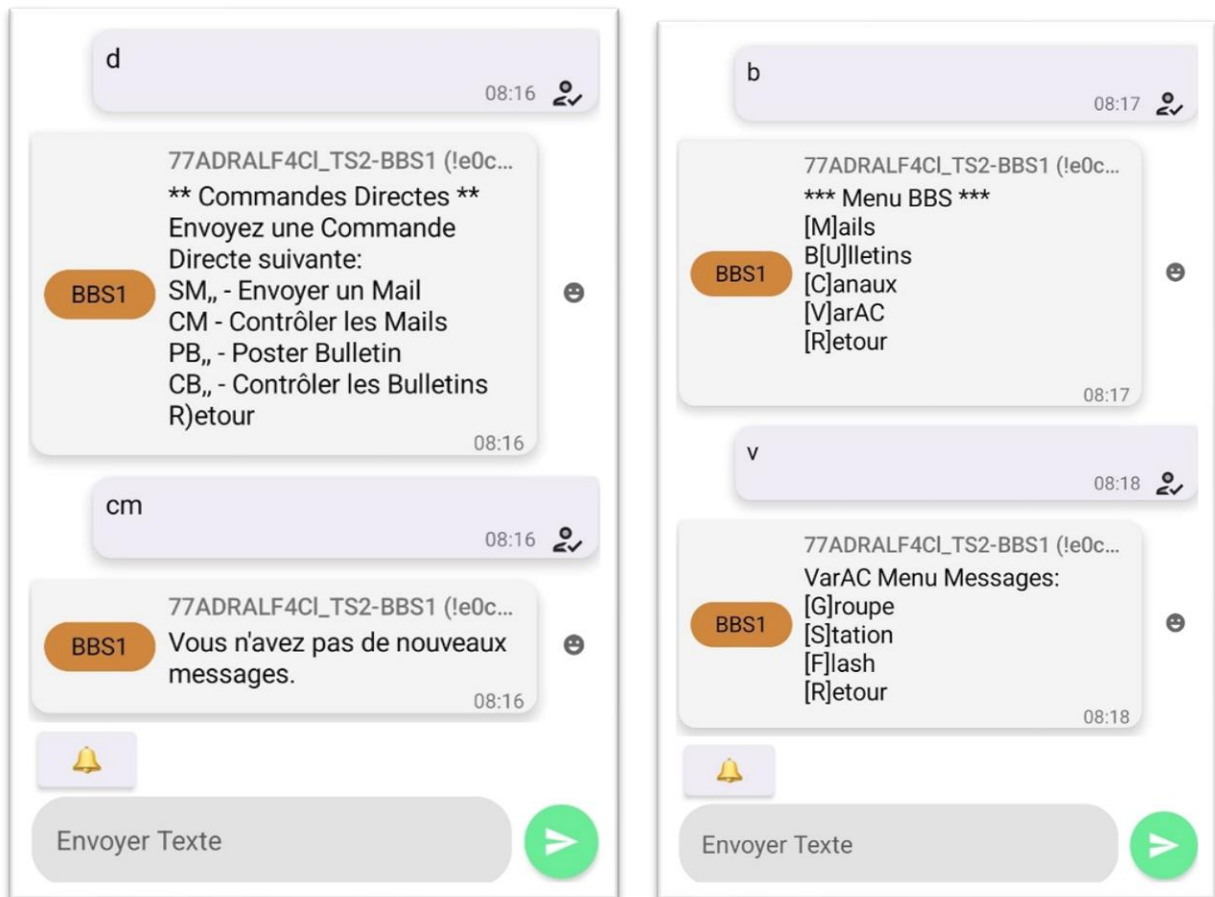 d
08:16
77ADRALF4Cl_TS2-BBS1 (!e0c...
** Commandes Directes **
Envoyez une Commande
Directe suivante:
SM,, - Envoyer un Mail
CM - Contrôler les Mails
PB,, - Poster Bulletin
CB,, - Contrôler les Bulletins
R)etour
BBS1
08:16
cm
08:16
77ADRALF4Cl_TS2-BBS1 (!e0c...
Vous n'avez pas de nouveaux
messages.
BBS1
08:16
Envoyer Texte
b
08:17
77ADRALF4Cl_TS2-BBS1 (!e0c...
*** Menu BBS ***
[M]ails
B[U]lletins
[C]anaux
[V]arAC
[R]etour
BBS1
08:17
v
08:18
77ADRALF4Cl_TS2-BBS1 (!e0c...
VarAC Menu Messages:
[G]roupe
[S]tation
[F]lash
[R]etour
BBS1
08:18
Envoyer Texte